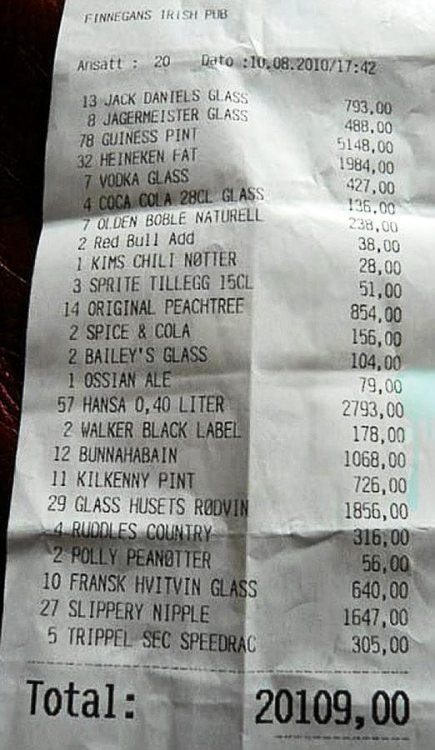 FINNEGANS IRISH PUB
Ansatt : 20 Dato :10.08.2010/17:42
13 JACK DANIELS GLASS 793,00
8 JAGERMEISTER GLASS 488,00
78 GUINESS PINT 5148,00
32 HEINEKEN FAT 1984,00
7 VODKA GLASS 427,00
4 COCA COLA 28CL GLASS 136,00
7 OLDEN BOBLE NATURELL 238,00
2 Red Bull Add 38,00
1 KIMS CHILI NØTTER 28,00
3 SPRITE TILLEGG 15CL 51,00
14 ORIGINAL PEACHTREE 854,00
2 SPICE & COLA 156,00
2 BAILEY'S GLASS 104,00
1 OSSIAN ALE 79,00
57 HANSA 0,40 LITER 2793,00
2 WALKER BLACK LABEL 178,00
12 BUNNAHABAIN 1068,00
11 KILKENNY PINT 726,00
29 GLASS HUSETS RØDVIN 1856,00
4 RUDDLES COUNTRY 316,00
2 POLLY PEANØTTER 56,00
10 FRANSK HVITVIN GLASS 640,00
27 SLIPPERY NIPPLE 1647,00
5 TRIPPEL SEC SPEEDRAC 305,00
Total: 20109,00